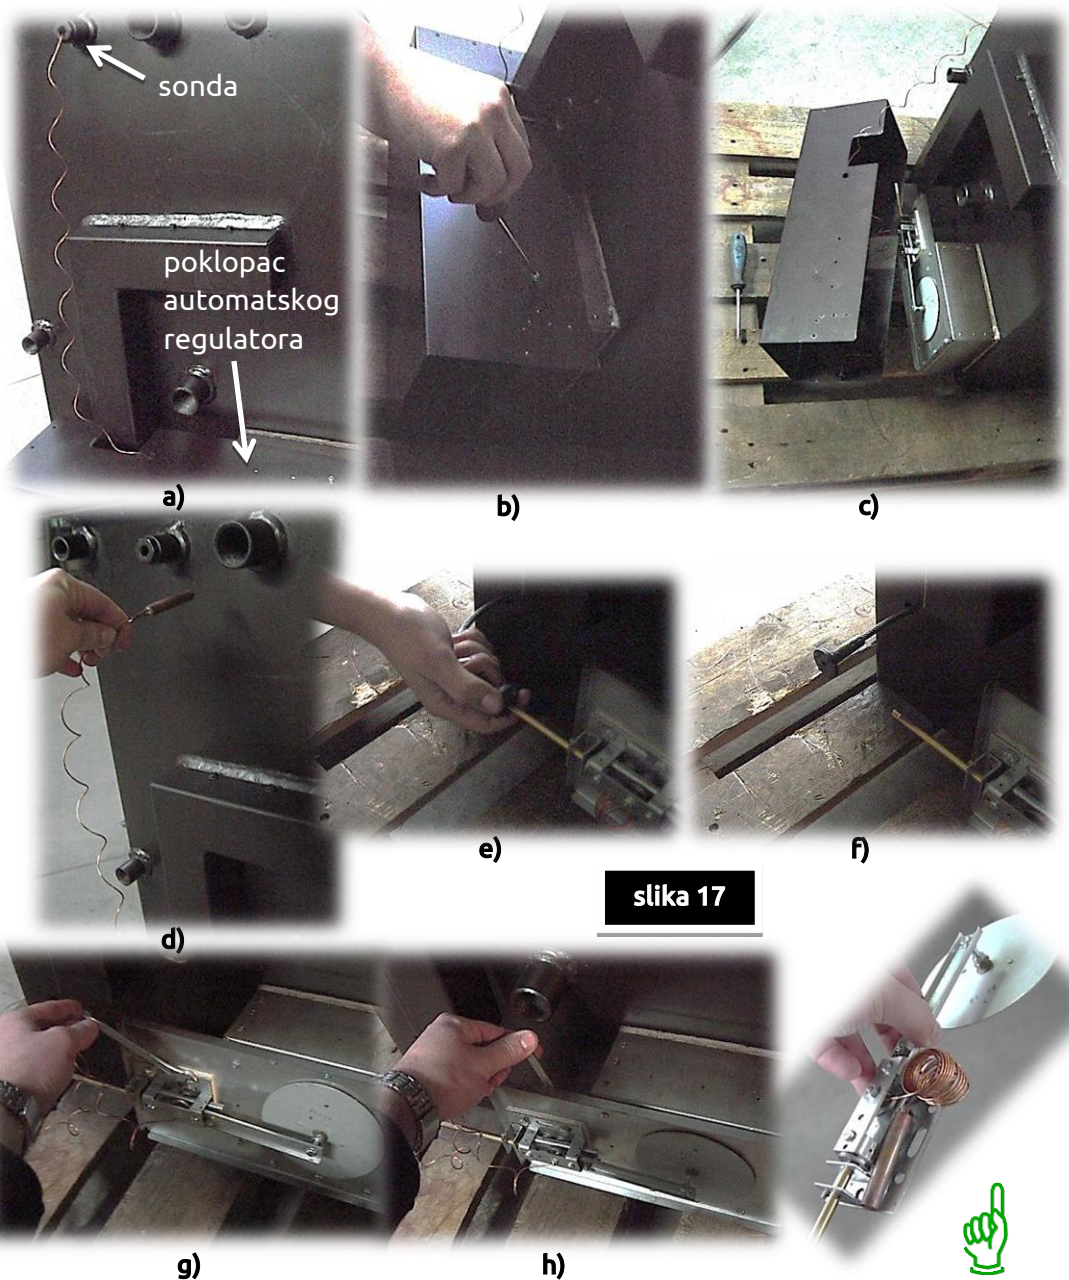 sonda
poklopac
automatskog
regulatora
a)
b)
c)
d)
e)
f)
slika 17
g)
h)